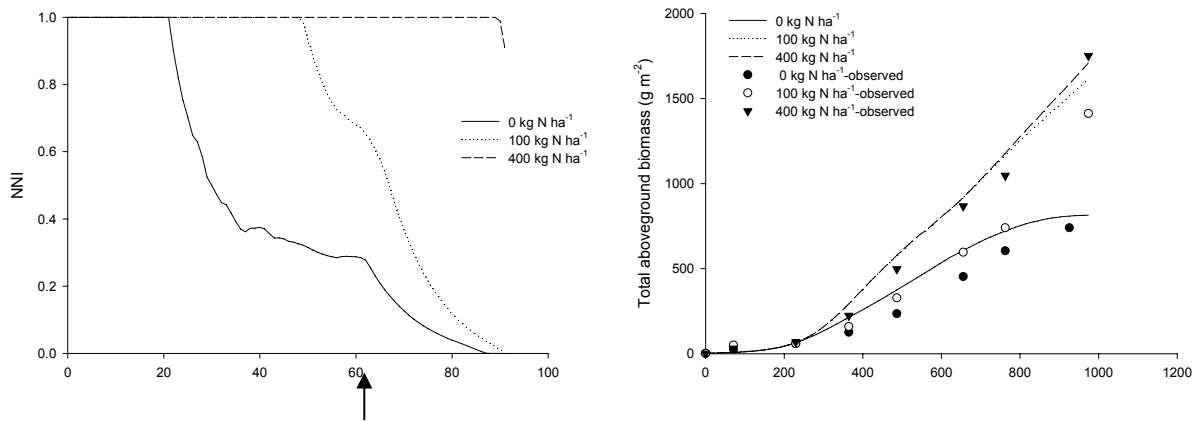 1.0
0.8
0.6
0.4
0.2
0.0
NNI
0 20 40 60 80 100
0 kg N ha⁻¹
100 kg N ha⁻¹
400 kg N ha⁻¹
2000
1500
1000
500
0
Total aboveground biomass (g m⁻²)
0 200 400 600 800 1000 1200
0 kg N ha⁻¹
100 kg N ha⁻¹
400 kg N ha⁻¹
0 kg N ha⁻¹-observed
100 kg N ha⁻¹-observed
400 kg N ha⁻¹-observed